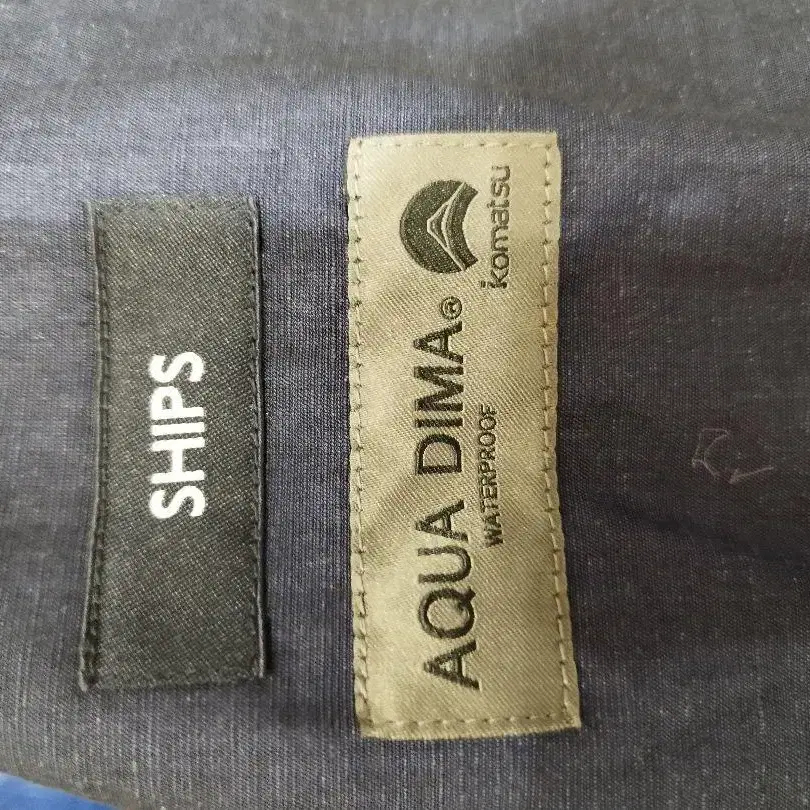 SHIPS
komatsu
AQUA DIMA®
WATERPROOF